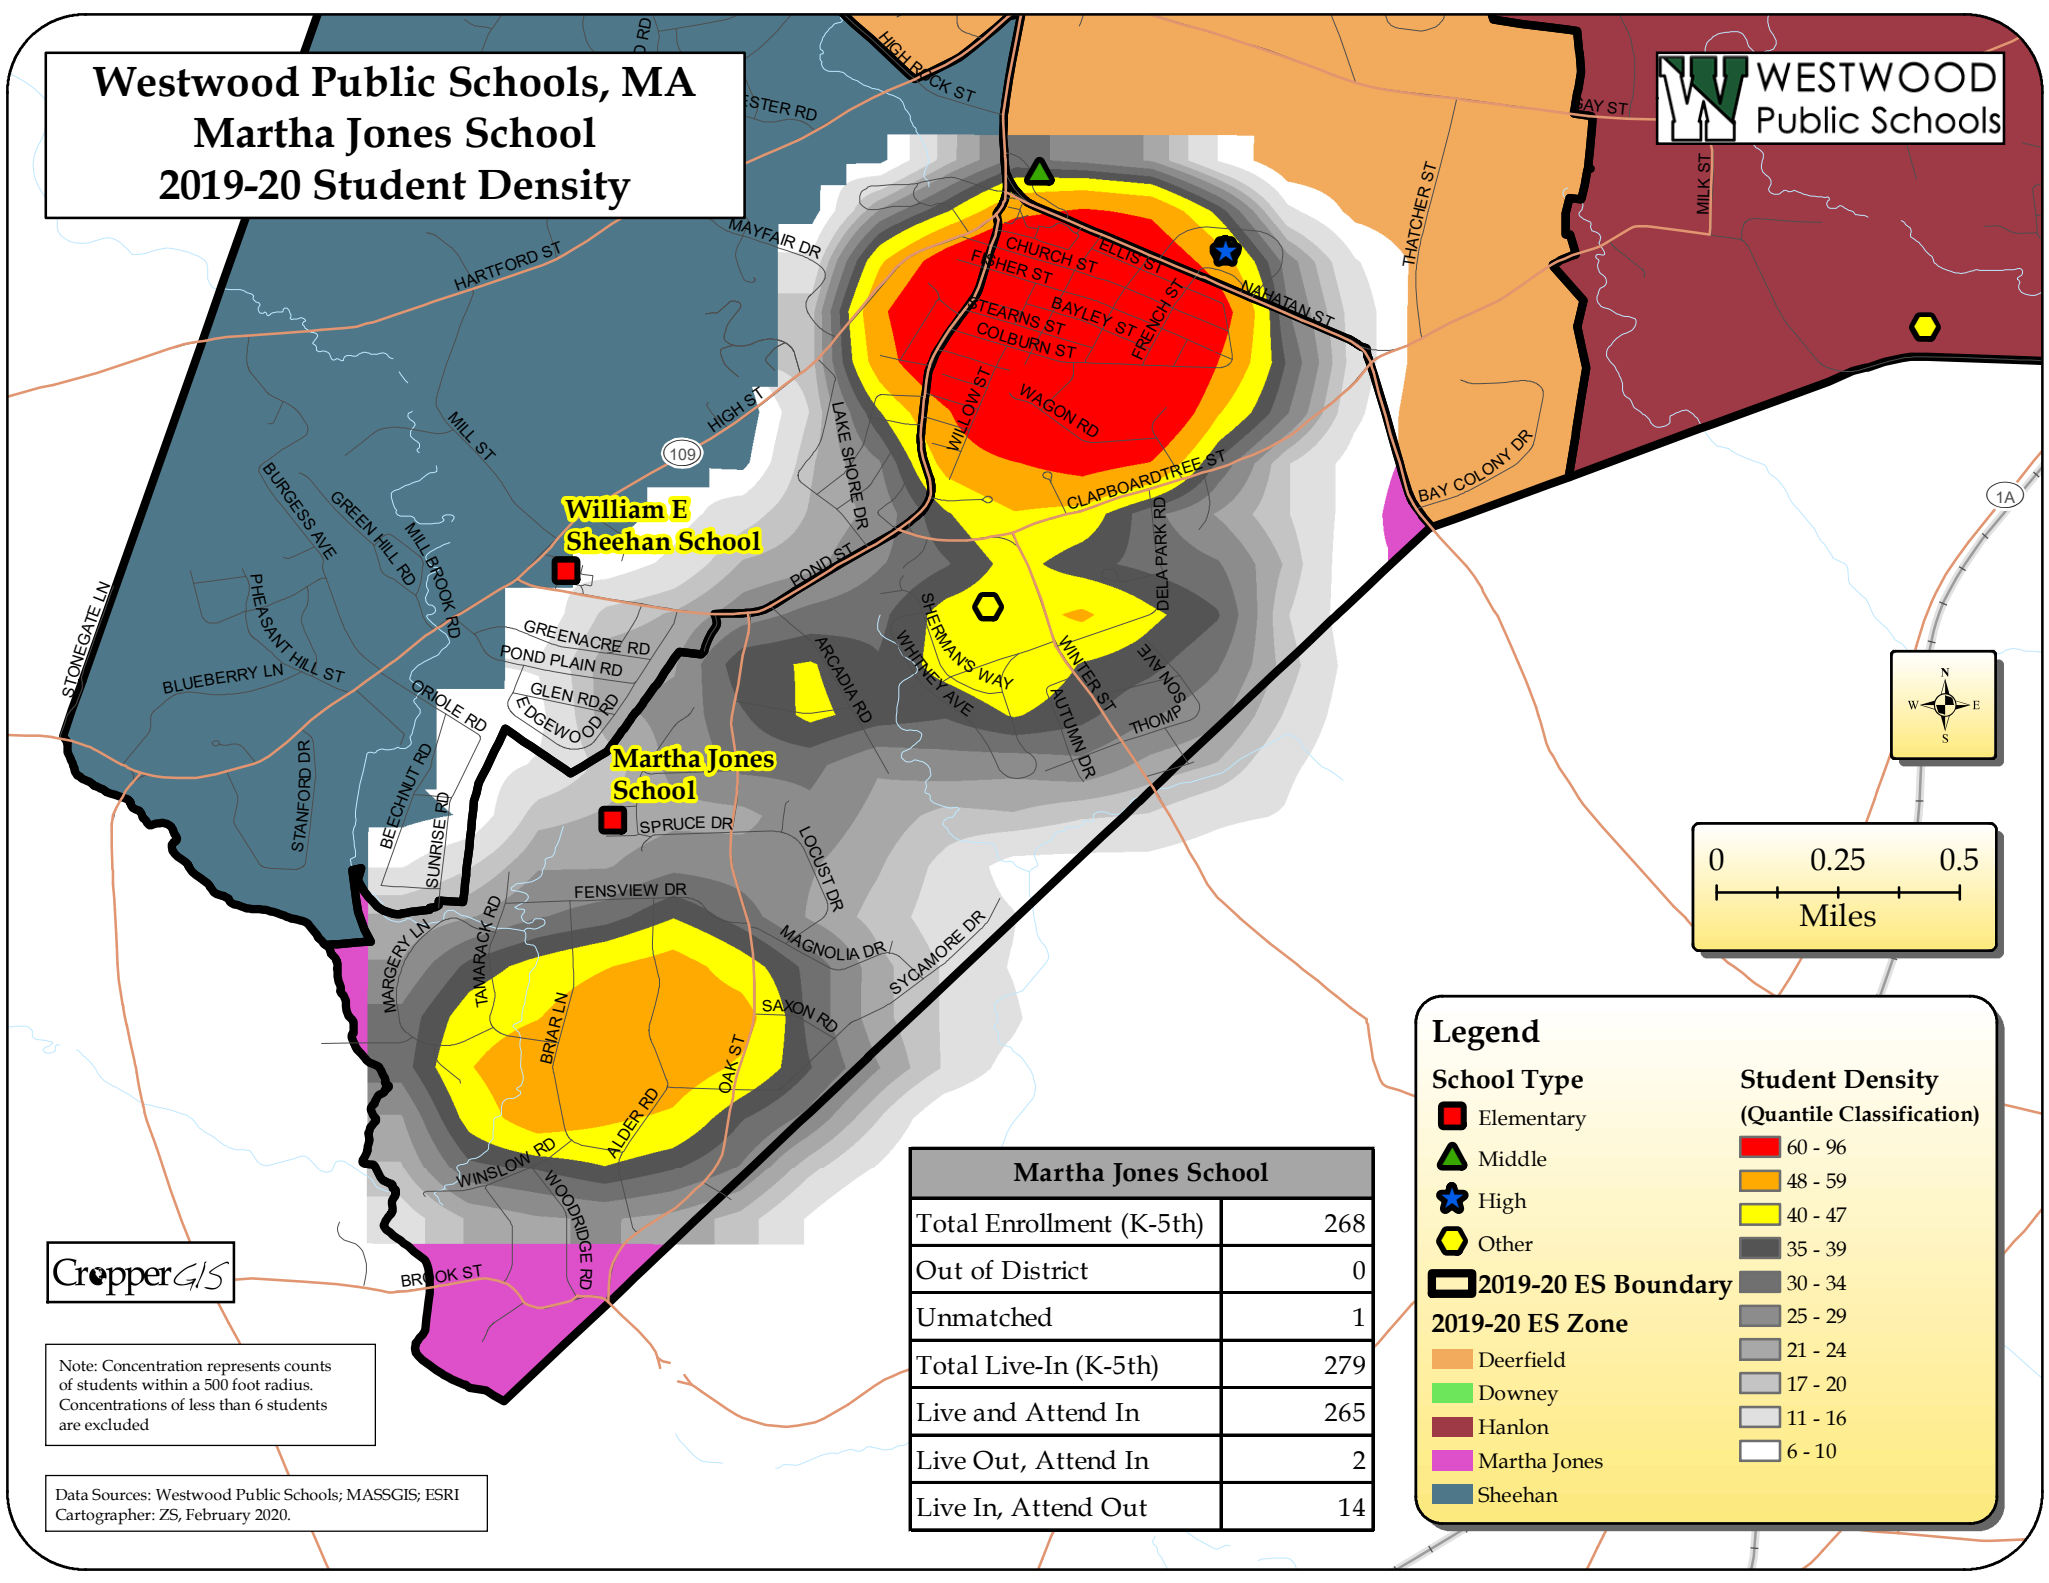 Westwood Public Schools, MA
Martha Jones School
2019-20 Student Density
WESTWOOD
Public Schools
HIGH ROCK ST
GAY ST
MILK ST
THATCHER ST
MAYFAIR DR
HARTFORD ST
CHURCH ST
ELLIS ST
FISHER ST
NAHATAN ST
STEARNS ST
BAYLEY ST
FRENCH ST
COLBURN ST
WILLOW ST
WAGON RD
HIGH ST
109
MILL ST
LAKE SHORE DR
CLAPBOARDTREE ST
BAY COLONY DR
1A
BURGESS AVE
GREEN HILL RD
MILL BROOK RD
William E
Sheehan School
POND ST
DELA PARK RD
STONEGATE LN
PHEASANT HILL ST
BLUEBERRY LN
GREENACRE RD
POND PLAIN RD
GLEN RD
EDGEWOOD RD
ORIOLE RD
ARCADIA RD
SHERMAN'S WAY
WHITNEY AVE
WINTER ST
AUTUMN DR
THOMPSON AVE
STANFORD DR
BEECHNUT RD
SUNRISE RD
Martha Jones
School
SPRUCE DR
LOCUST DR
FENSVIEW DR
MARGERY LN
TAMARACK RD
MAGNOLIA DR
SYCAMORE DR
SAXON RD
BRIAR LN
OAK ST
ALDER RD
WINSLOW RD
WOODRIDGE RD
BROOK ST
N
W
E
S
0 0.25 0.5
Miles
Legend
School Type
Elementary
Middle
High
Other
2019-20 ES Boundary
2019-20 ES Zone
Deerfield
Downey
Hanlon
Martha Jones
Sheehan
Student Density
(Quantile Classification)
60 - 96
48 - 59
40 - 47
35 - 39
30 - 34
25 - 29
21 - 24
17 - 20
11 - 16
6 - 10
Martha Jones School
Total Enrollment (K-5th) 268
Out of District 0
Unmatched 1
Total Live-In (K-5th) 279
Live and Attend In 265
Live Out, Attend In 2
Live In, Attend Out 14
Cropper GIS
Note: Concentration represents counts
of students within a 500 foot radius.
Concentrations of less than 6 students
are excluded
Data Sources: Westwood Public Schools; MASSGIS; ESRI
Cartographer: ZS, February 2020.